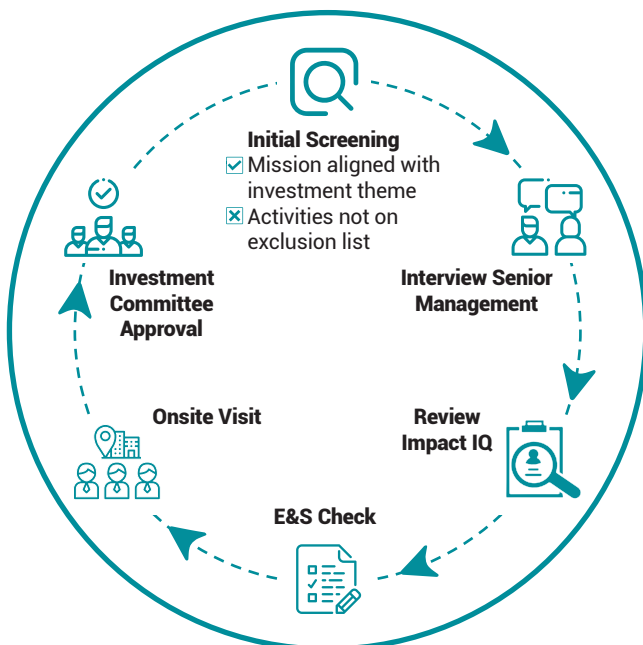 Initial Screening
Mission aligned with
investment theme
Activities not on
exclusion list
Interview Senior
Management
Review
Impact IQ
E&S Check
Onsite Visit
Investment
Committee
Approval